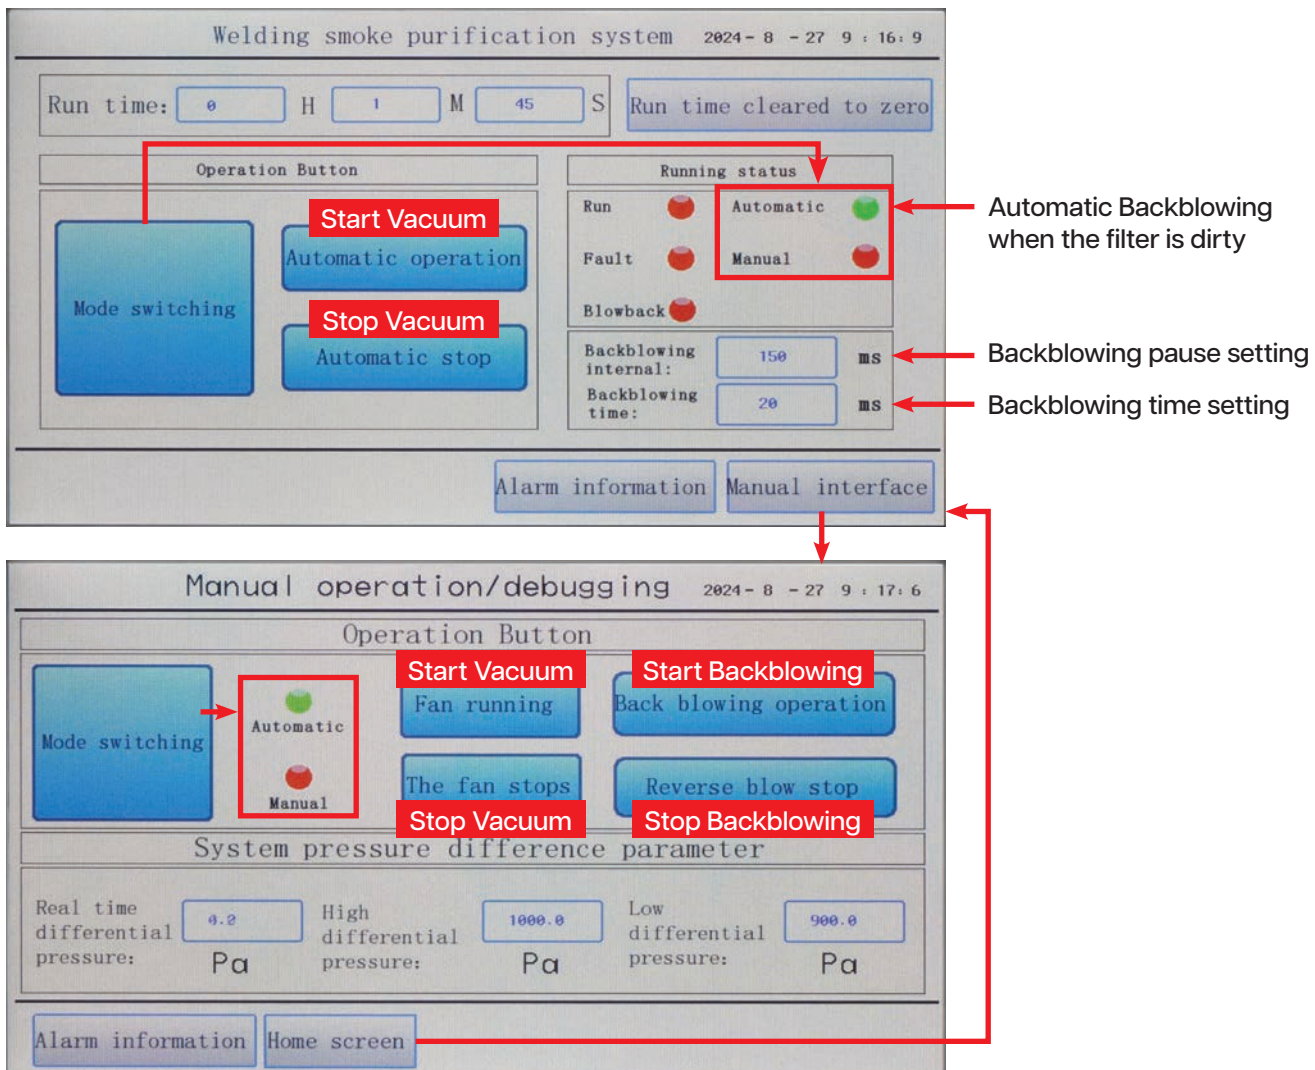 Welding smoke purification system 2024- 8 - 27 9 : 16: 9
Run time: 0 H 1 M 45 S Run time cleared to zero
Operation Button
Running status
Start Vacuum
Automatic operation
Mode switching
Stop Vacuum
Automatic stop
Run
Automatic
Fault
Manual
Blowback
Automatic Backblowing
when the filter is dirty
Backblowing
internal:
150 ms
Backblowing pause setting
Backblowing
time:
20 ms
Backblowing time setting
Alarm information
Manual interface
Manual operation/debugging 2024- 8 - 27 9 : 17: 6
Operation Button
Mode switching
Automatic
Manual
Start Vacuum
Fan running
Start Backblowing
Back blowing operation
The fan stops
Stop Vacuum
Reverse blow stop
Stop Backblowing
System pressure difference parameter
Real time
differential
pressure:
4.2
Pa
High
differential
pressure:
1000.0
Pa
Low
differential
pressure:
900.0
Pa
Alarm information
Home screen